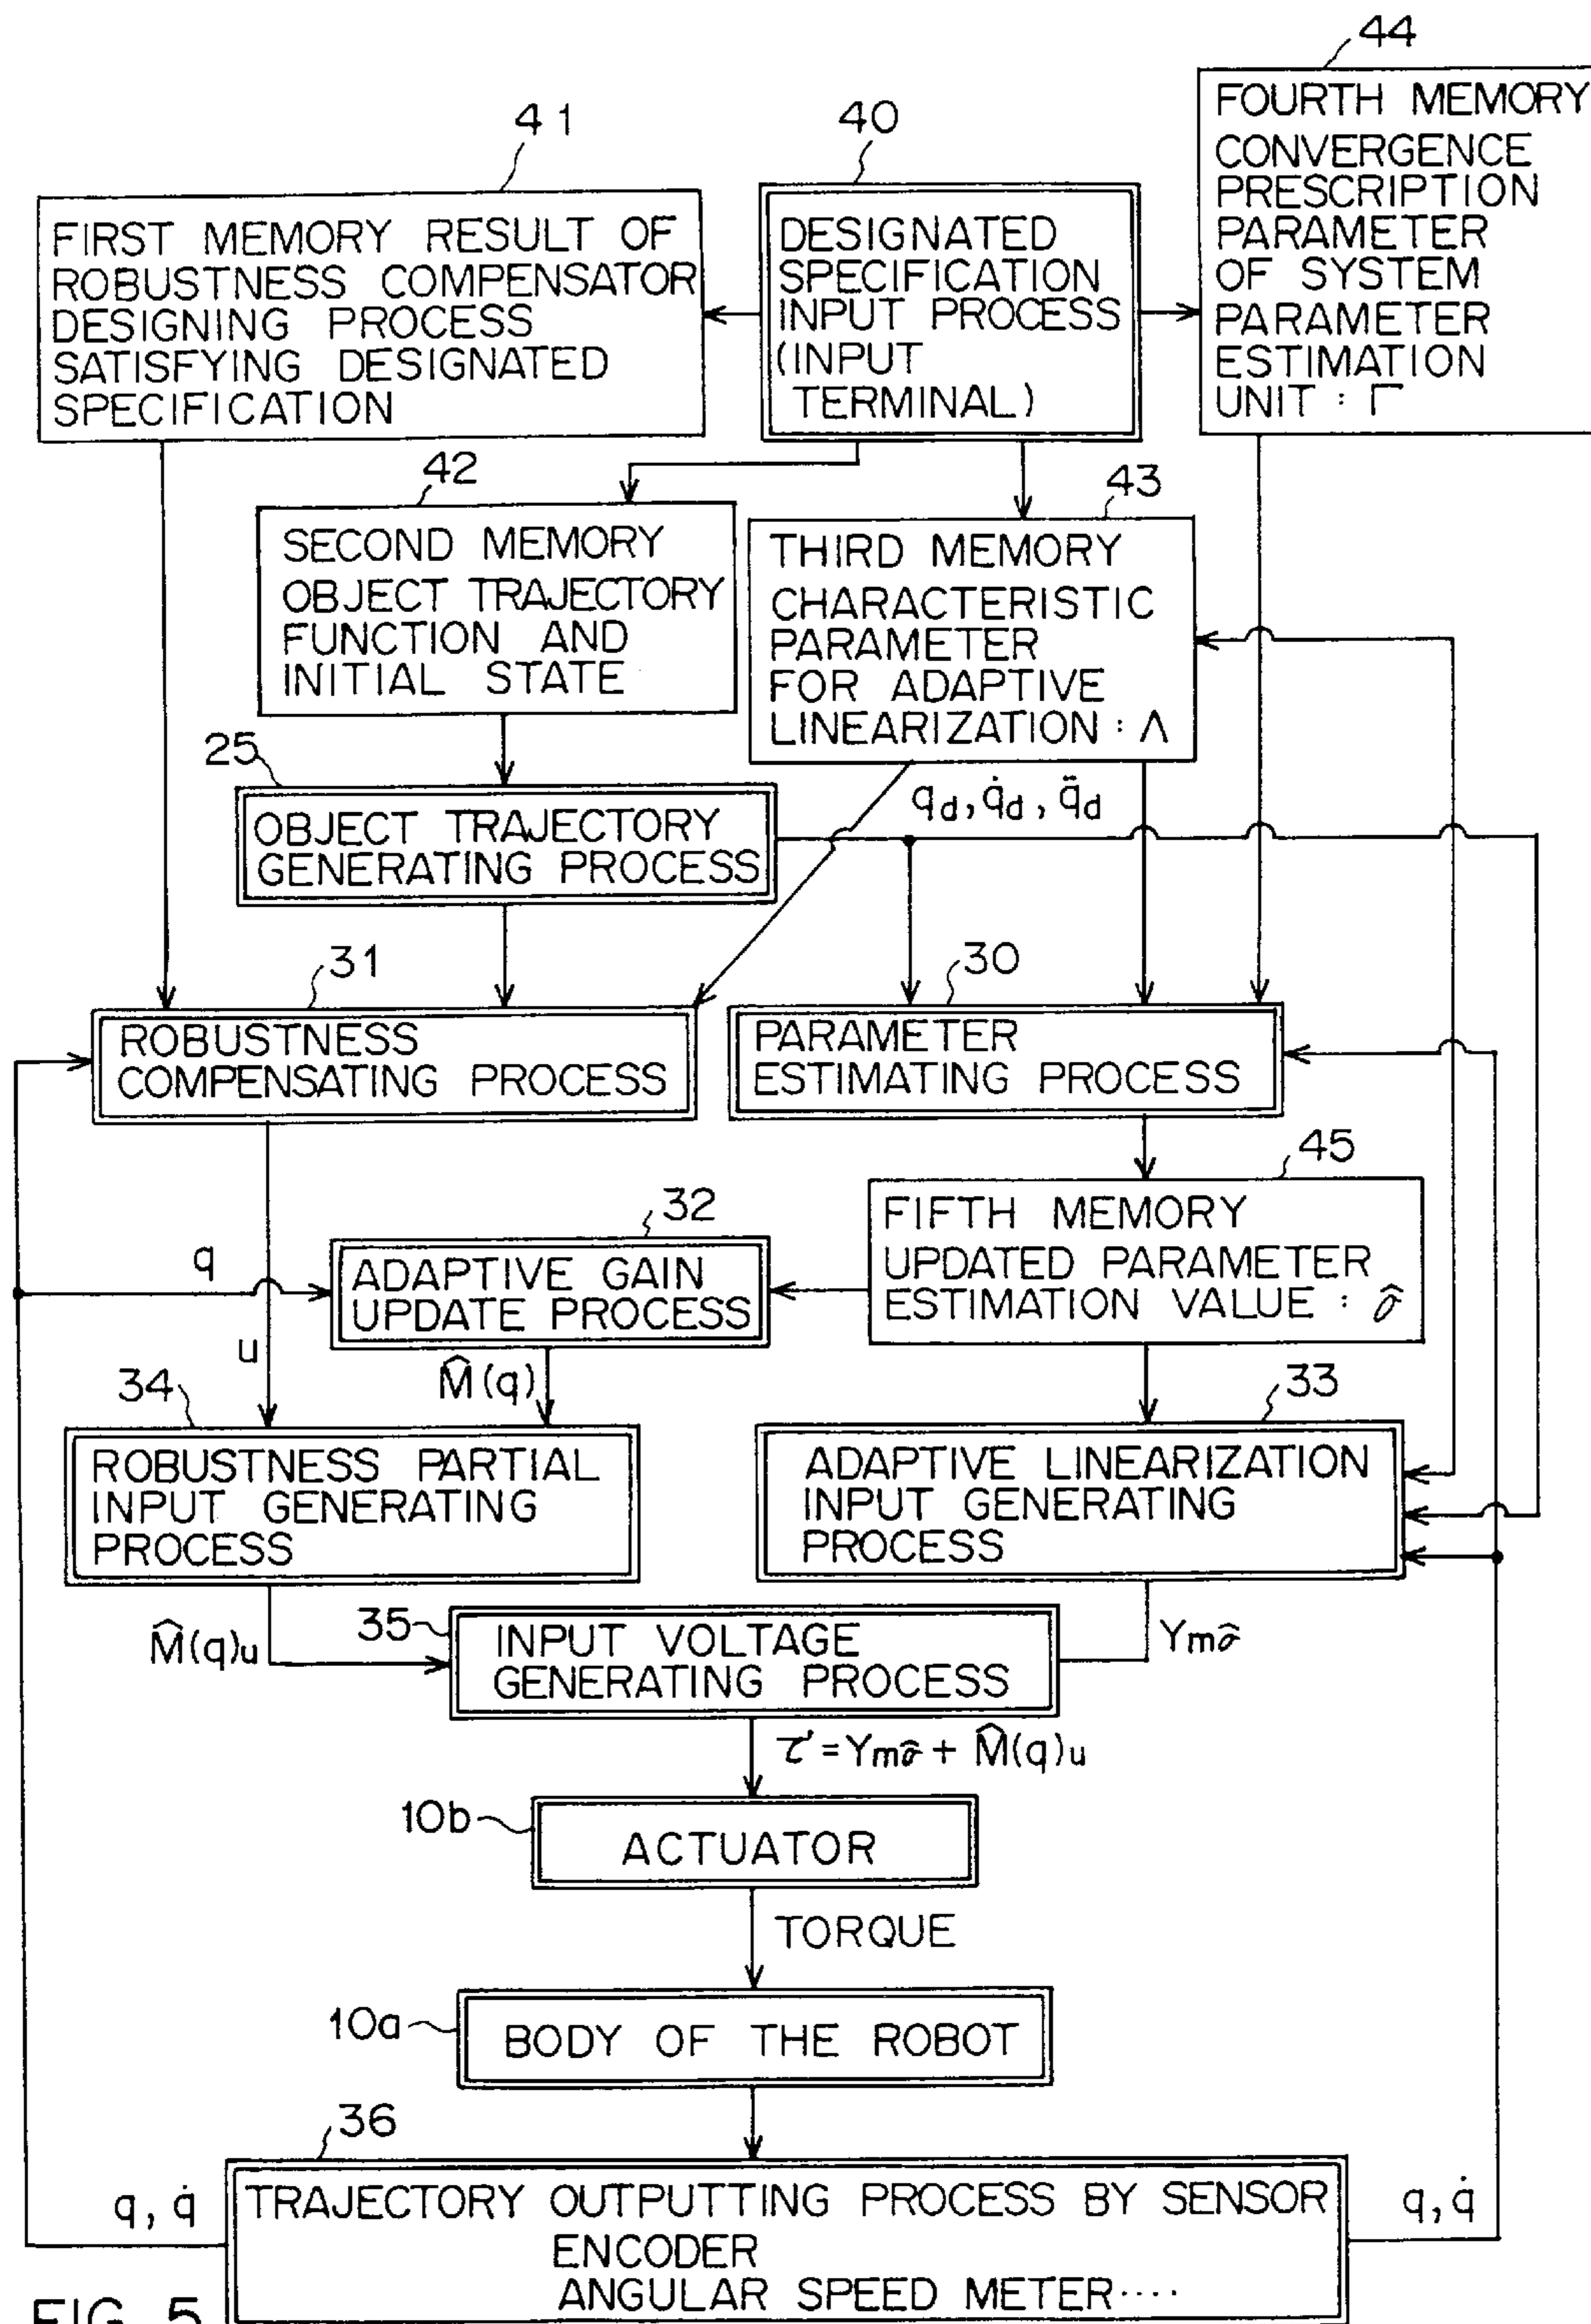 44
FOURTH MEMORY
CONVERGENCE
PRESCRIPTION
PARAMETER
OF SYSTEM
PARAMETER
ESTIMATION
UNIT : Γ
41
FIRST MEMORY RESULT OF
ROBUSTNESS COMPENSATOR
DESIGNING PROCESS
SATISFYING DESIGNATED
SPECIFICATION
40
DESIGNATED
SPECIFICATION
INPUT PROCESS
(INPUT
TERMINAL)
42
SECOND MEMORY
OBJECT TRAJECTORY
FUNCTION AND
INITIAL STATE
43
THIRD MEMORY
CHARACTERISTIC
PARAMETER
FOR ADAPTIVE
LINEARIZATION : Λ
25
OBJECT TRAJECTORY
GENERATING PROCESS
q_d, q̇_d, q̈_d
31
ROBUSTNESS
COMPENSATING PROCESS
30
PARAMETER
ESTIMATING PROCESS
45
FIFTH MEMORY
UPDATED PARAMETER
ESTIMATION VALUE : σ̂
32
ADAPTIVE GAIN
UPDATE PROCESS
q
u
M̂(q)
34
ROBUSTNESS PARTIAL
INPUT GENERATING
PROCESS
33
ADAPTIVE LINEARIZATION
INPUT GENERATING
PROCESS
M̂(q)u
35
INPUT VOLTAGE
GENERATING PROCESS
Ymσ̂
τ' = Ymσ̂ + M̂(q)u
10b
ACTUATOR
TORQUE
10a
BODY OF THE ROBOT
36
TRAJECTORY OUTPUTTING PROCESS BY SENSOR
ENCODER
ANGULAR SPEED METER ····
q, q̇
q, q̇
FIG. 5